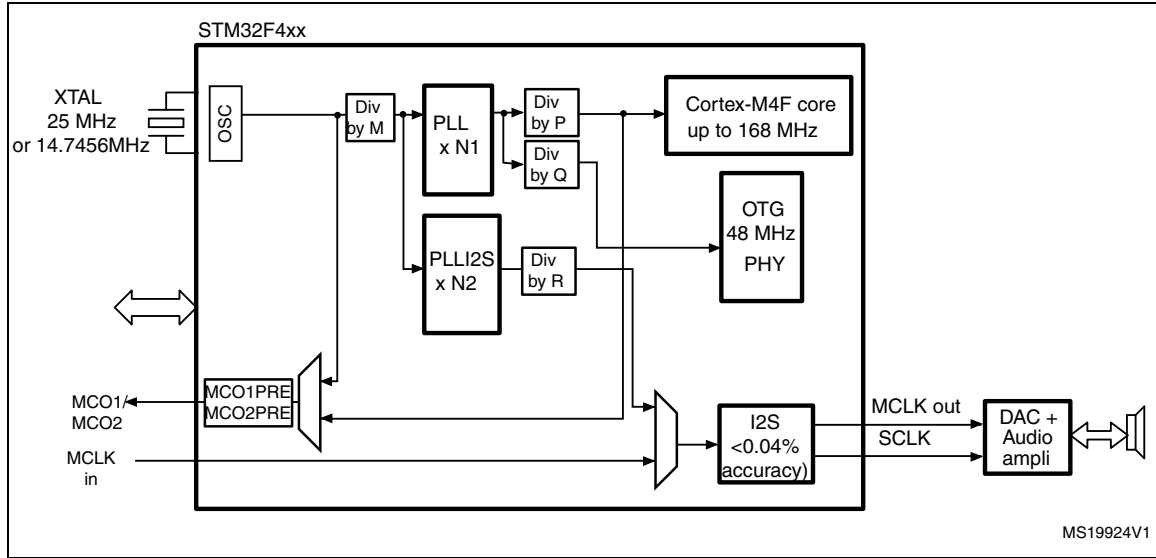 STM32F4xx
XTAL
25 MHz
or 14.7456MHz
OSC
Div
by M
PLL
x N1
Div
by P
Div
by Q
Cortex-M4F core
up to 168 MHz
OTG
48 MHz
PHY
PLLI2S
x N2
Div
by R
MCO1/
MCO2
MCO1PRE
MCO2PRE
MCLK
in
I2S
<0.04%
accuracy)
MCLK out
SCLK
DAC +
Audio
ampli
MS19924V1